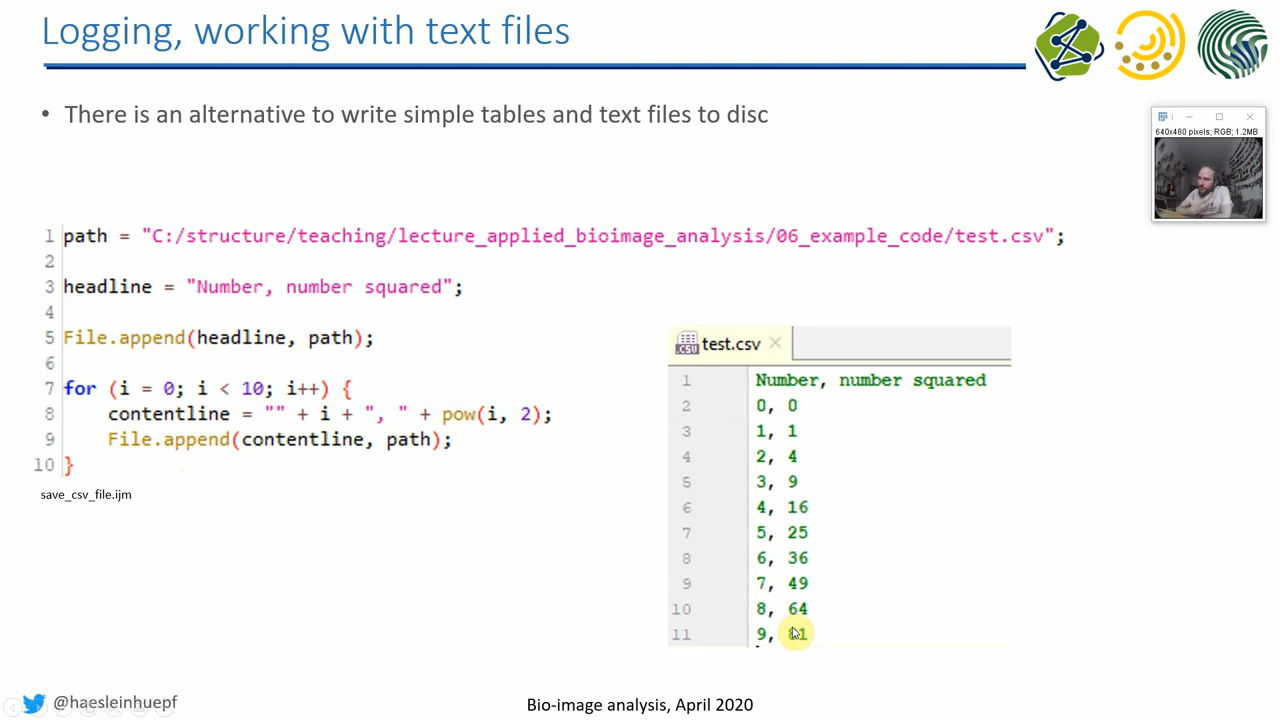 Logging, working with text files
• There is an alternative to write simple tables and text files to disc
640x480 pixels; RGB; 1.2MB
1 path = "C:/structure/teaching/lecture_applied_bioimage_analysis/06_example_code/test.csv";
2
3 headline = "Number, number squared";
4
5 File.append(headline, path);
6
7 for (i = 0; i < 10; i++) {
8 contentline = "" + i + ", " + pow(i, 2);
9 File.append(contentline, path);
10 }
save_csv_file.ijm
CSV test.csv
1 Number, number squared
2 0, 0
3 1, 1
4 2, 4
5 3, 9
6 4, 16
7 5, 25
8 6, 36
9 7, 49
10 8, 64
11 9, 81
@haesleinhuepf
Bio-image analysis, April 2020